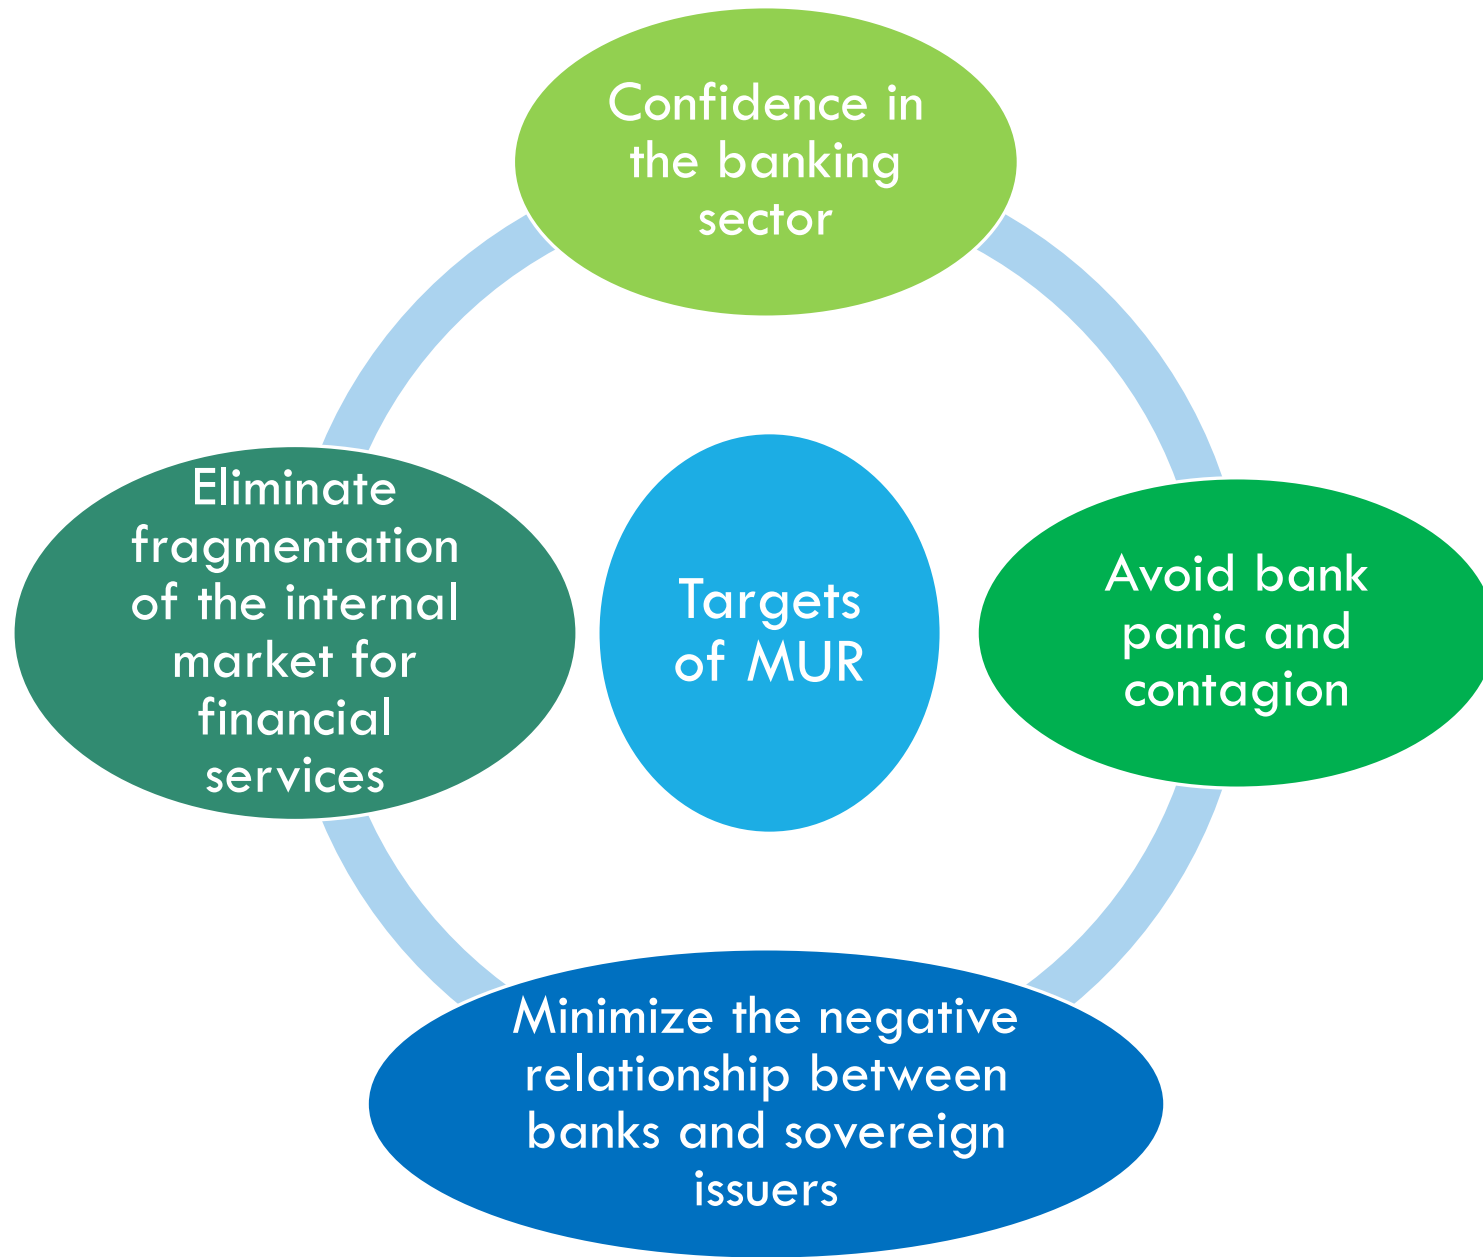 Confidence in
the banking
sector
Eliminate
fragmentation
of the internal
market for
financial
services
Targets
of MUR
Avoid bank
panic and
contagion
Minimize the negative
relationship between
banks and sovereign
issuers